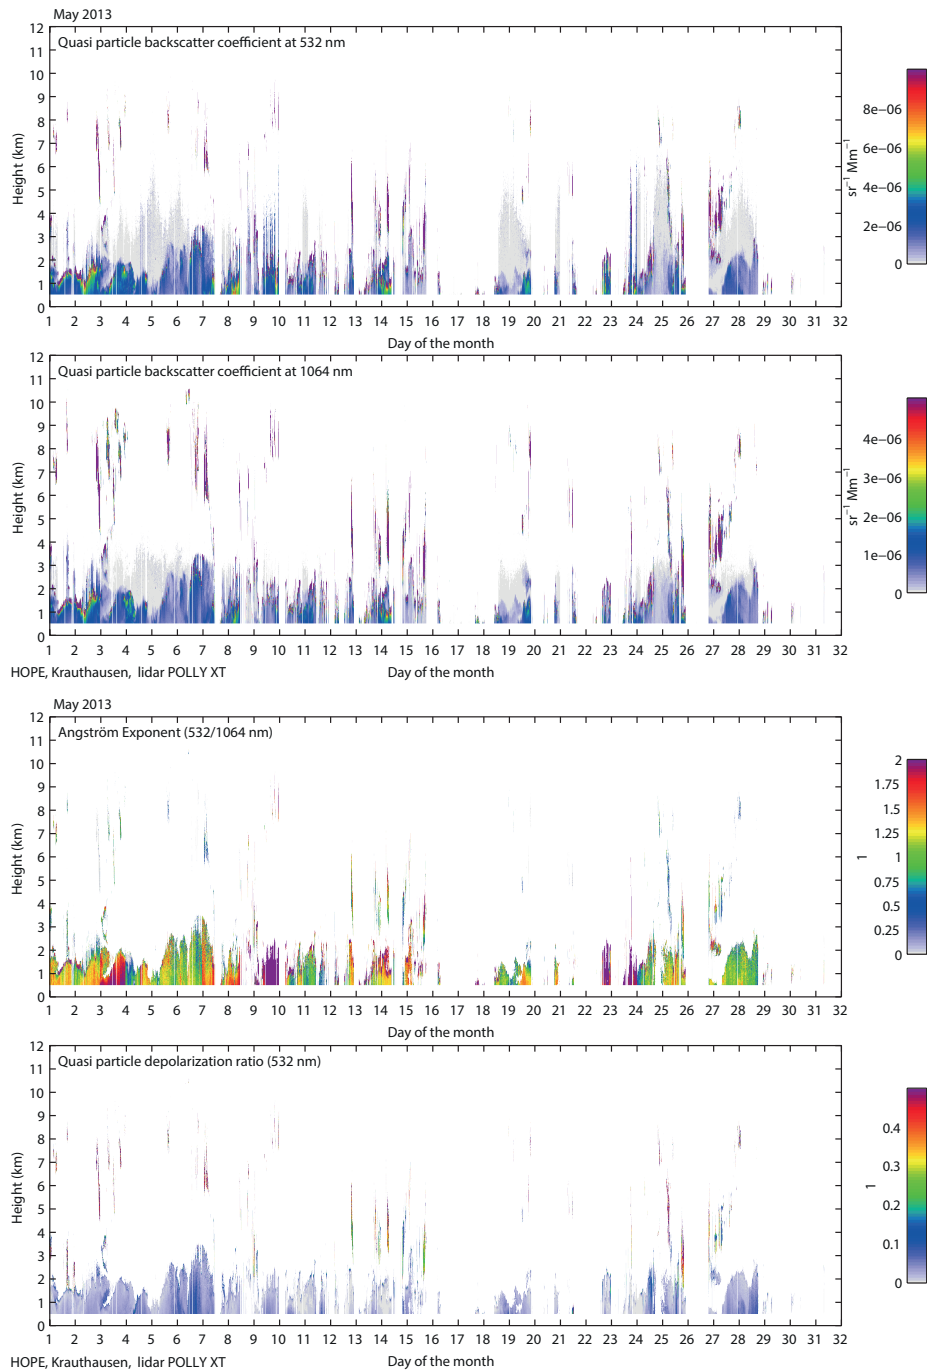 May 2013
Quasi particle backscatter coefficient at 532 nm
12
11
10
9
8
7
6
5
4
3
2
1
0
Height (km)
1 2 3 4 5 6 7 8 9 10 11 12 13 14 15 16 17 18 19 20 21 22 23 24 25 26 27 28 29 30 31 32
Day of the month
8e−06
6e−06
4e−06
2e−06
0
sr⁻¹ Mm⁻¹
Quasi particle backscatter coefficient at 1064 nm
12
11
10
9
8
7
6
5
4
3
2
1
0
Height (km)
1 2 3 4 5 6 7 8 9 10 11 12 13 14 15 16 17 18 19 20 21 22 23 24 25 26 27 28 29 30 31 32
Day of the month
4e−06
3e−06
2e−06
1e−06
0
sr⁻¹ Mm⁻¹
HOPE, Krauthausen, lidar POLLY XT
May 2013
Angström Exponent (532/1064 nm)
12
11
10
9
8
7
6
5
4
3
2
1
0
Height (km)
1 2 3 4 5 6 7 8 9 10 11 12 13 14 15 16 17 18 19 20 21 22 23 24 25 26 27 28 29 30 31 32
Day of the month
2
1.75
1.5
1.25
1
0.75
0.5
0.25
0
1
Quasi particle depolarization ratio (532 nm)
12
11
10
9
8
7
6
5
4
3
2
1
0
Height (km)
1 2 3 4 5 6 7 8 9 10 11 12 13 14 15 16 17 18 19 20 21 22 23 24 25 26 27 28 29 30 31 32
Day of the month
0.4
0.3
0.2
0.1
0
1
HOPE, Krauthausen, lidar POLLY XT